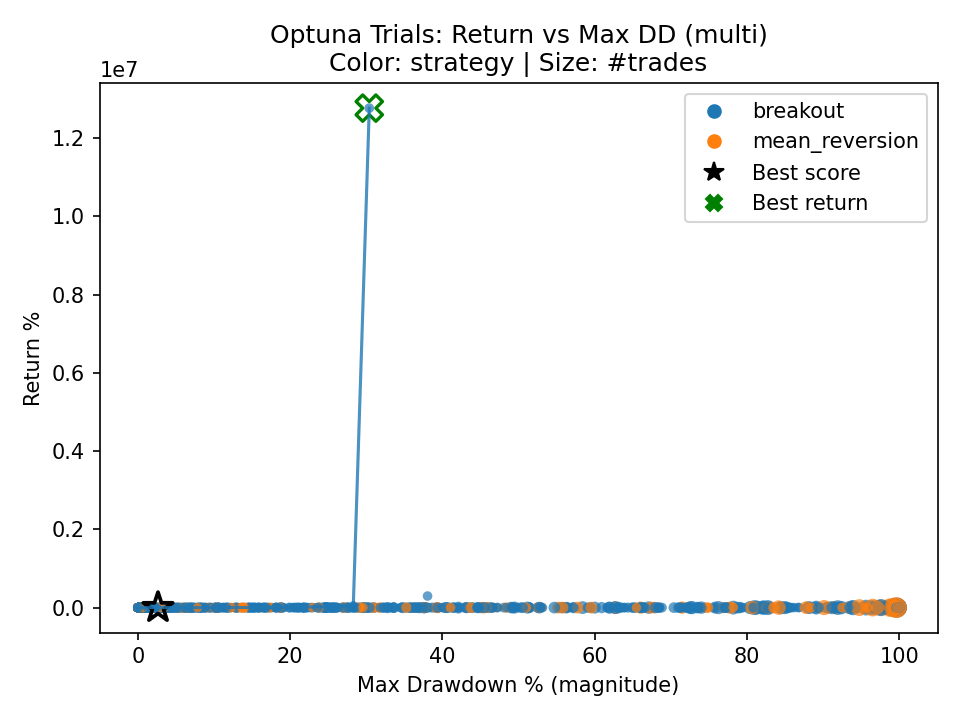 Optuna Trials: Return vs Max DD (multi)
Color: strategy | Size: #trades
1e7
1.2
1.0
0.8
0.6
0.4
0.2
0.0
Return %
breakout
mean_reversion
Best score
Best return
0 20 40 60 80 100
Max Drawdown % (magnitude)